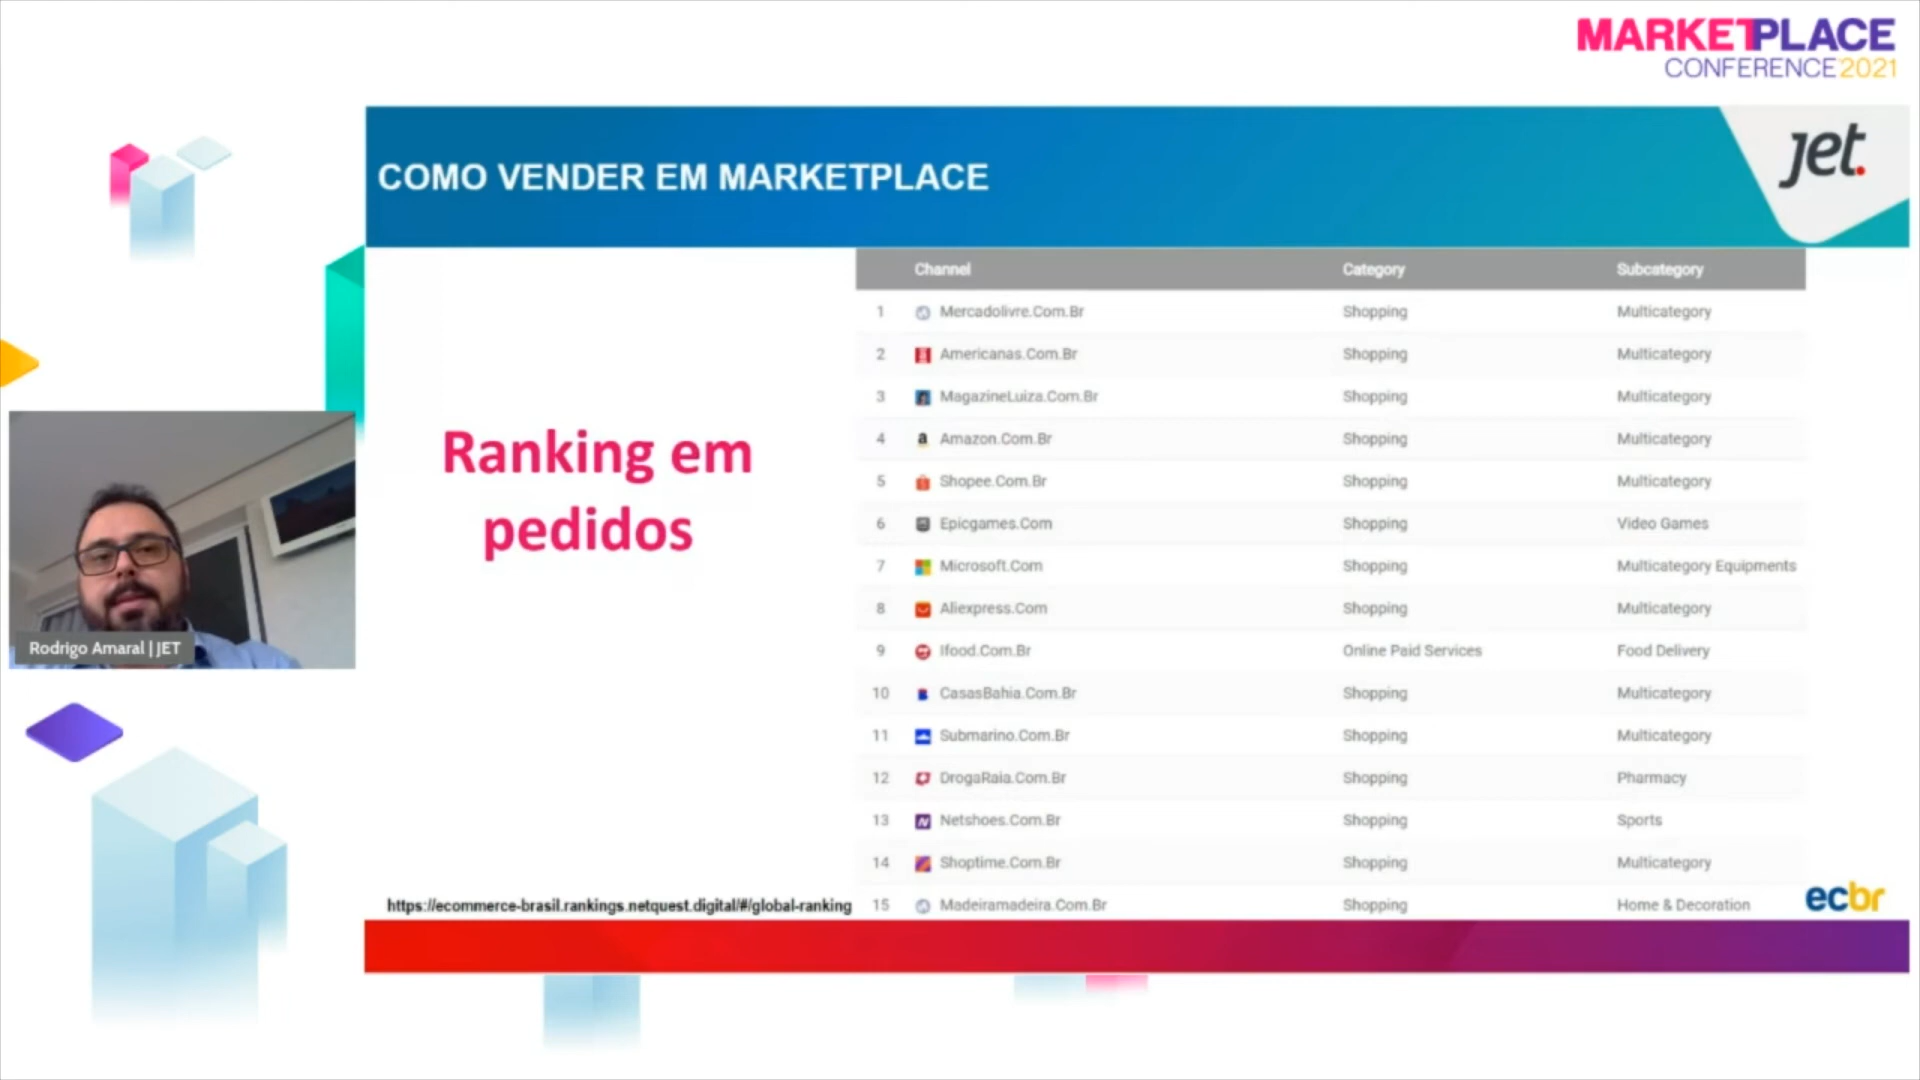 MARKETPLACE
CONFERENCE 2021
COMO VENDER EM MARKETPLACE
jet.
Ranking em
pedidos
Channel Category Subcategory
1 Mercadolivre.Com.Br Shopping Multicategory
2 Americanas.Com.Br Shopping Multicategory
3 MagazineLuiza.Com.Br Shopping Multicategory
4 Amazon.Com.Br Shopping Multicategory
5 Shopee.Com.Br Shopping Multicategory
6 Epicgames.Com Shopping Video Games
7 Microsoft.Com Shopping Multicategory Equipments
8 Aliexpress.Com Shopping Multicategory
9 Ifood.Com.Br Online Paid Services Food Delivery
10 CasasBahia.Com.Br Shopping Multicategory
11 Submarino.Com.Br Shopping Multicategory
12 DrogaRaia.Com.Br Shopping Pharmacy
13 Netshoes.Com.Br Shopping Sports
14 Shoptime.Com.Br Shopping Multicategory
15 Madeiramadeira.Com.Br Shopping Home & Decoration
Rodrigo Amaral | JET
https://ecommerce-brasil.rankings.netquest.digital/#/global-ranking
ecbr